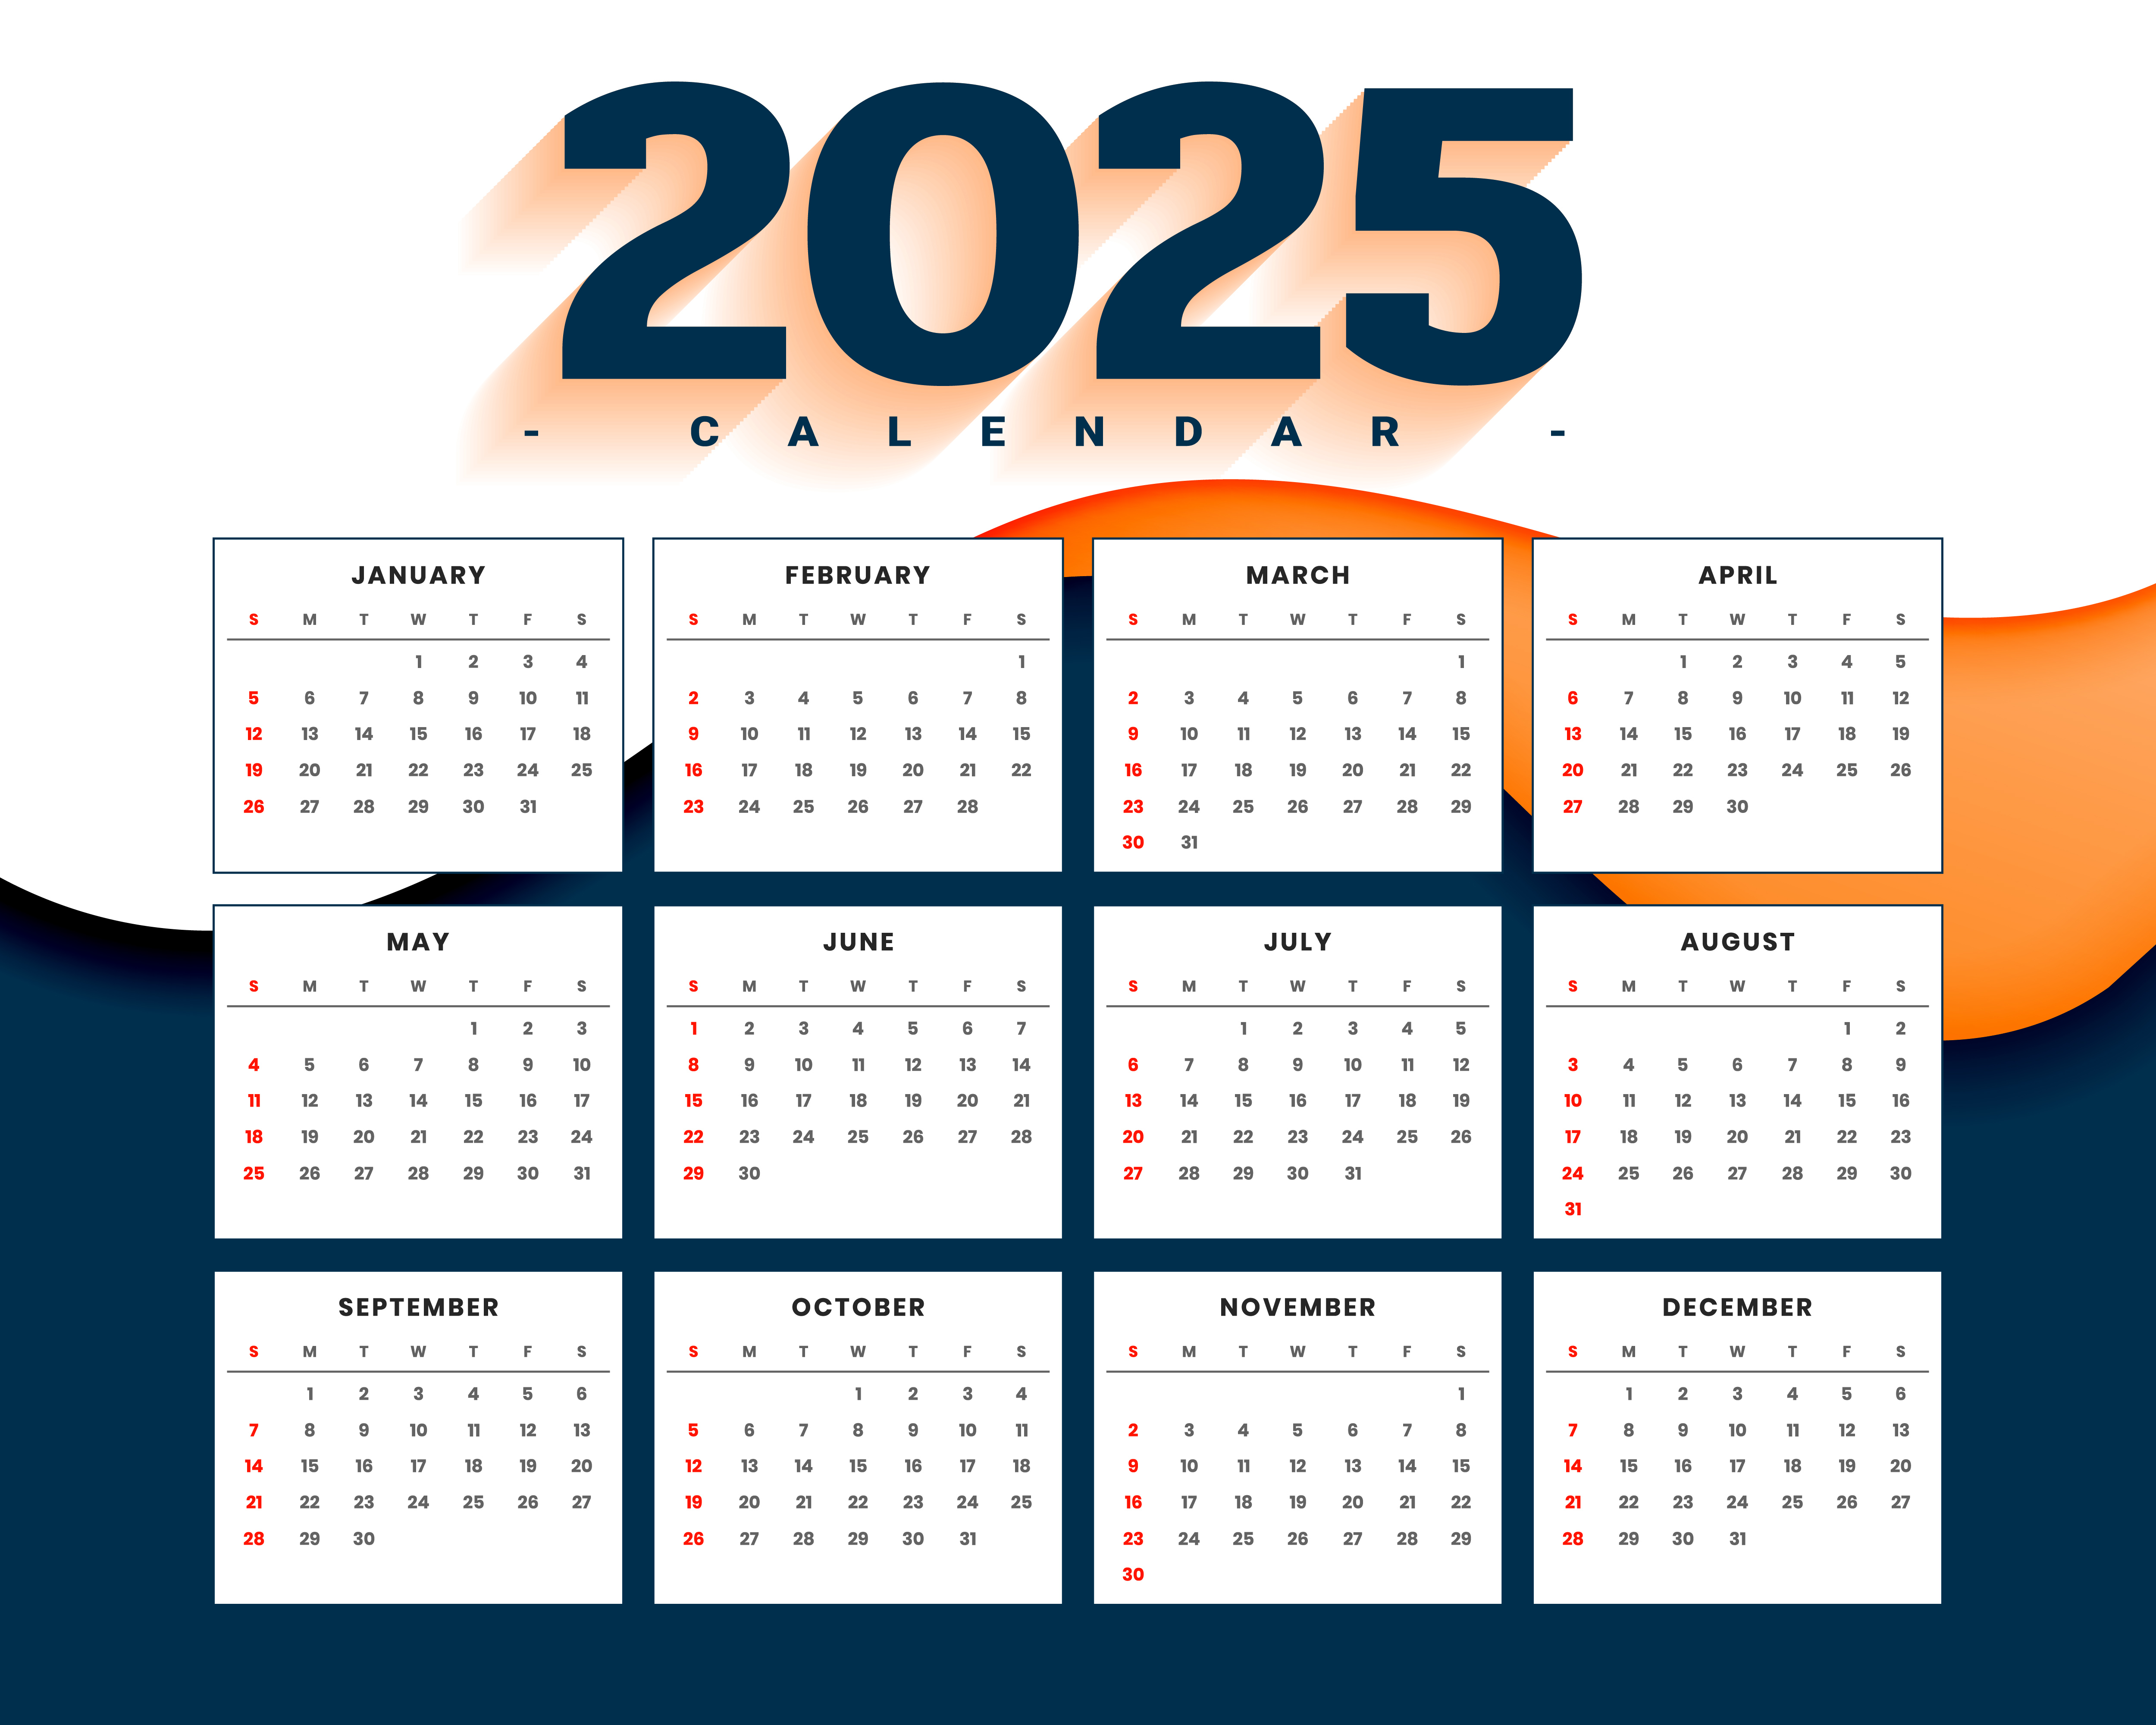 2025
- CALENDAR -
JANUARY FEBRUARY MARCH APRIL
S M T W T F S S M T W T F S S M T W T F S S M T W T F S
1 2 3 4 1 1 1 2 3 4 5
5 6 7 8 9 10 11 2 3 4 5 6 7 8 2 3 4 5 6 7 8 6 7 8 9 10 11 12
12 13 14 15 16 17 18 9 10 11 12 13 14 15 9 10 11 12 13 14 15 13 14 15 16 17 18 19
19 20 21 22 23 24 25 16 17 18 19 20 21 22 16 17 18 19 20 21 22 20 21 22 23 24 25 26
26 27 28 29 30 31 23 24 25 26 27 28 23 24 25 26 27 28 29 27 28 29 30
30 31
MAY JUNE JULY AUGUST
S M T W T F S S M T W T F S S M T W T F S S M T W T F S
1 2 3 1 2 3 4 5 6 7 1 2 3 4 5 1 2
4 5 6 7 8 9 10 8 9 10 11 12 13 14 6 7 8 9 10 11 12 3 4 5 6 7 8 9
11 12 13 14 15 16 17 15 16 17 18 19 20 21 13 14 15 16 17 18 19 10 11 12 13 14 15 16
18 19 20 21 22 23 24 22 23 24 25 26 27 28 20 21 22 23 24 25 26 17 18 19 20 21 22 23
25 26 27 28 29 30 31 29 30 27 28 29 30 31 24 25 26 27 28 29 30
31
SEPTEMBER OCTOBER NOVEMBER DECEMBER
S M T W T F S S M T W T F S S M T W T F S S M T W T F S
1 2 3 4 5 6 1 2 3 4 1 1 2 3 4 5 6
7 8 9 10 11 12 13 5 6 7 8 9 10 11 2 3 4 5 6 7 8 7 8 9 10 11 12 13
14 15 16 17 18 19 20 12 13 14 15 16 17 18 9 10 11 12 13 14 15 14 15 16 17 18 19 20
21 22 23 24 25 26 27 19 20 21 22 23 24 25 16 17 18 19 20 21 22 21 22 23 24 25 26 27
28 29 30 26 27 28 29 30 31 23 24 25 26 27 28 29 28 29 30 31
30